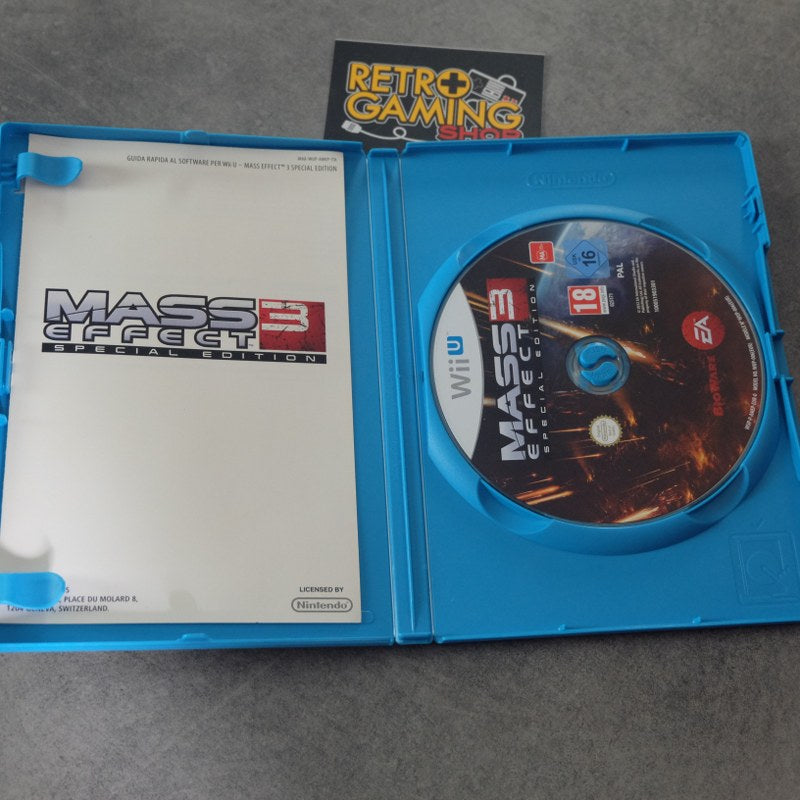 RETRO
GAMING
SHOP
GUIDA RAPIDA AL SOFTWARE PER Wii U – MASS EFFECT™ 3 SPECIAL EDITION
MASS
EFFECT 3
SPECIAL EDITION
PLACE DU MOLARD 8,
1204 GENEVA, SWITZERLAND.
LICENSED BY
Nintendo
Nintendo
Wii U
MASS
EFFECT 3
SPECIAL EDITION
18
16
PAL
BIOWARE
EA